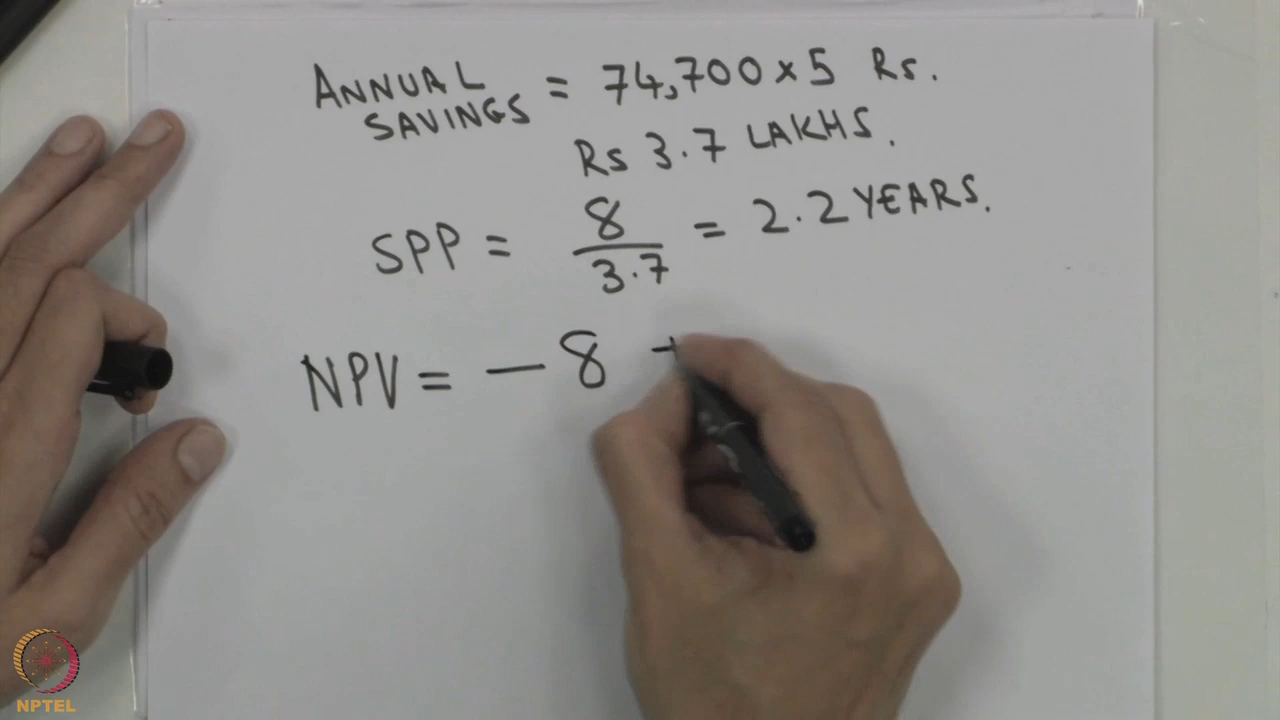 ANNUAL SAVINGS = 74,700 × 5 Rs.
Rs 3.7 LAKHS.
SPP = 8 / 3.7 = 2.2 YEARS.
NPV = - 8 +
NPTEL